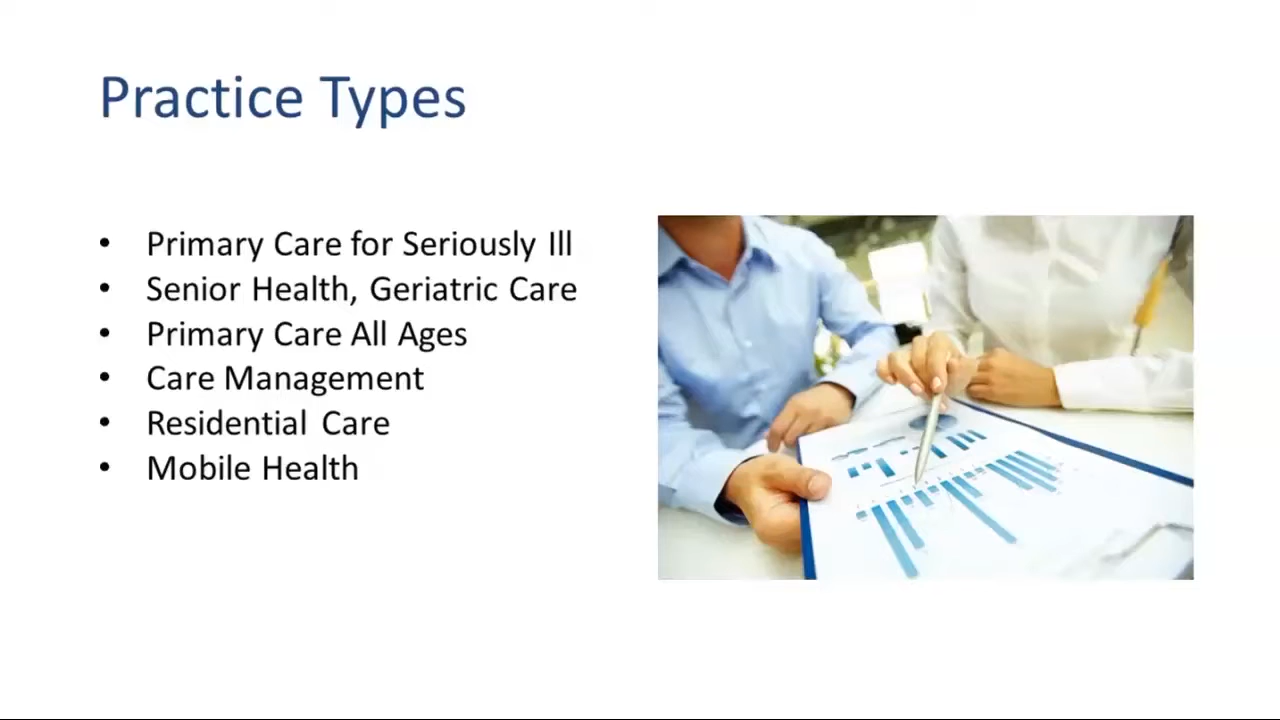 Practice Types
• Primary Care for Seriously Ill
• Senior Health, Geriatric Care
• Primary Care All Ages
• Care Management
• Residential Care
• Mobile Health